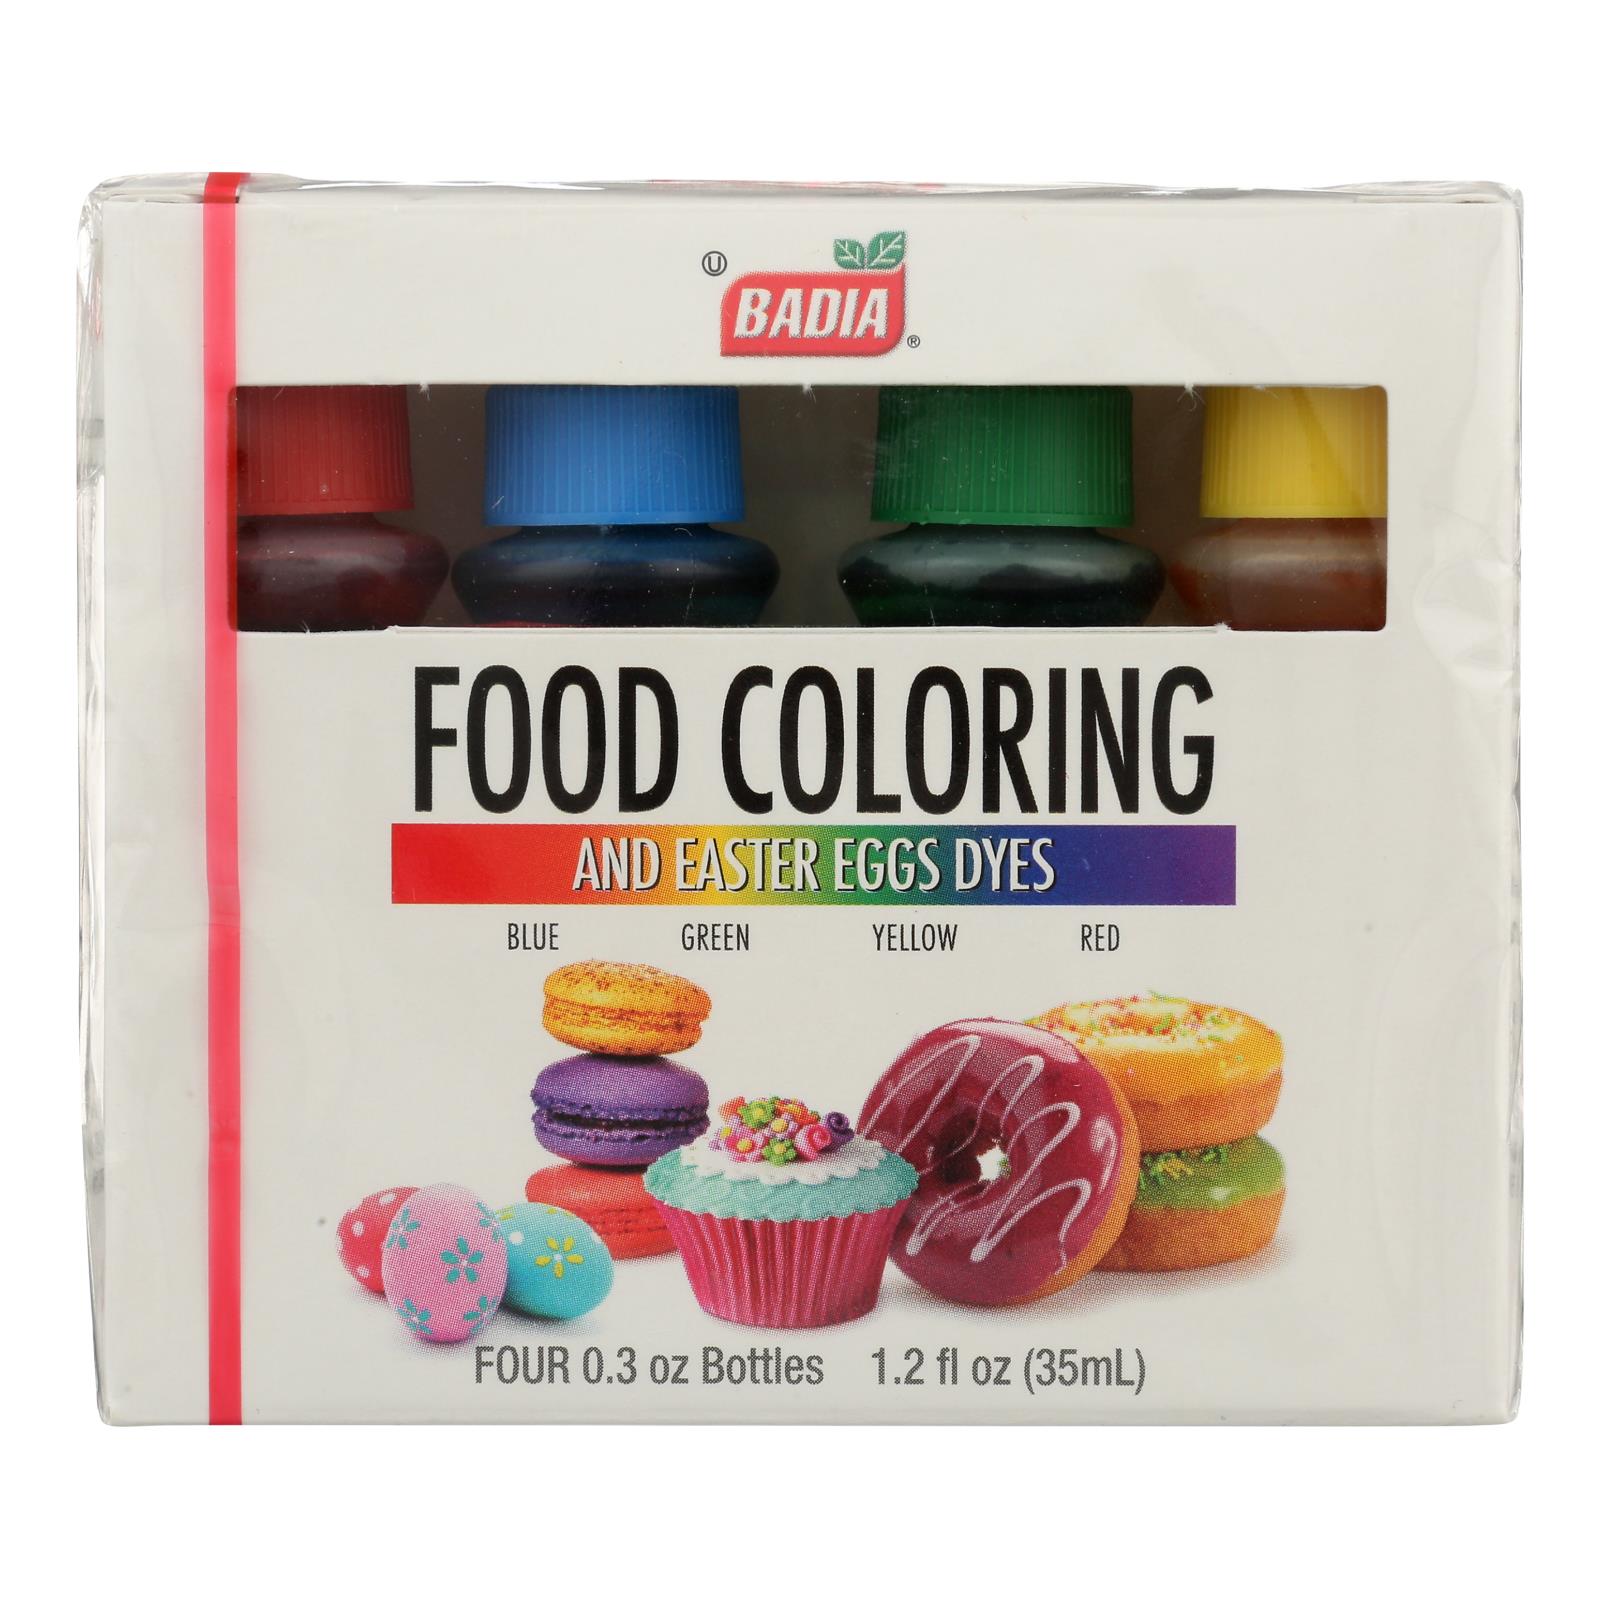 Ⓤ
BADIA®
FOOD COLORING
AND EASTER EGGS DYES
BLUE GREEN YELLOW RED
FOUR 0.3 oz Bottles 1.2 fl oz (35mL)